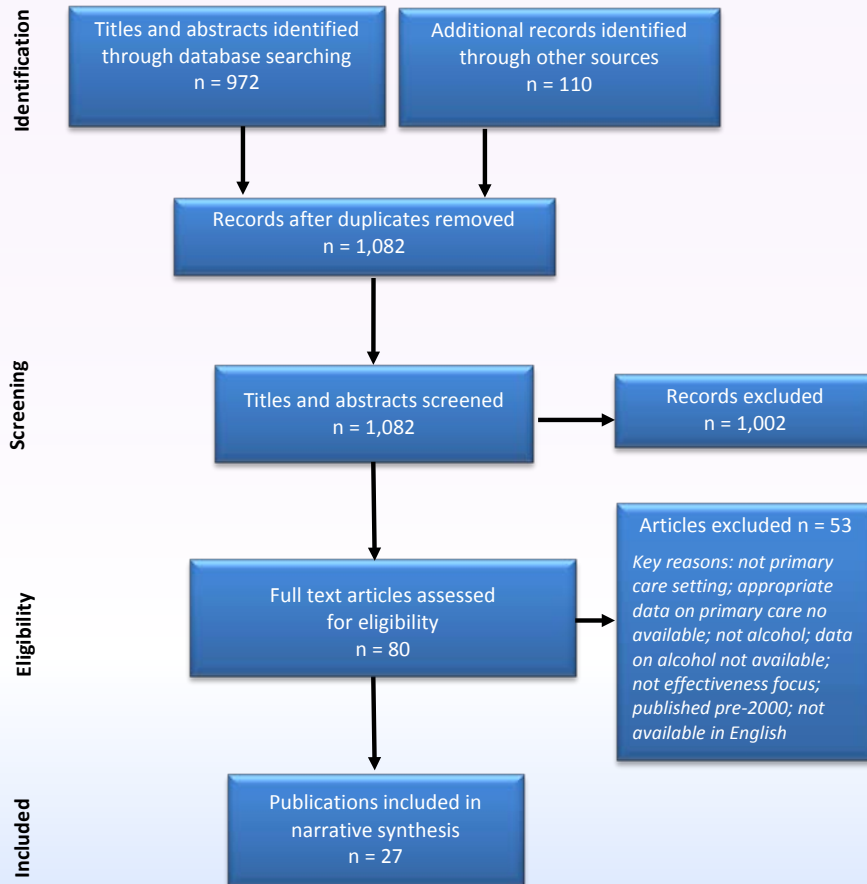 Identification
Titles and abstracts identified
through database searching
n = 972
Additional records identified
through other sources
n = 110
Records after duplicates removed
n = 1,082
Screening
Titles and abstracts screened
n = 1,082
Records excluded
n = 1,002
Eligibility
Full text articles assessed
for eligibility
n = 80
Articles excluded n = 53
Key reasons: not primary
care setting; appropriate
data on primary care no
available; not alcohol; data
on alcohol not available;
not effectiveness focus;
published pre-2000; not
available in English
Included
Publications included in
narrative synthesis
n = 27